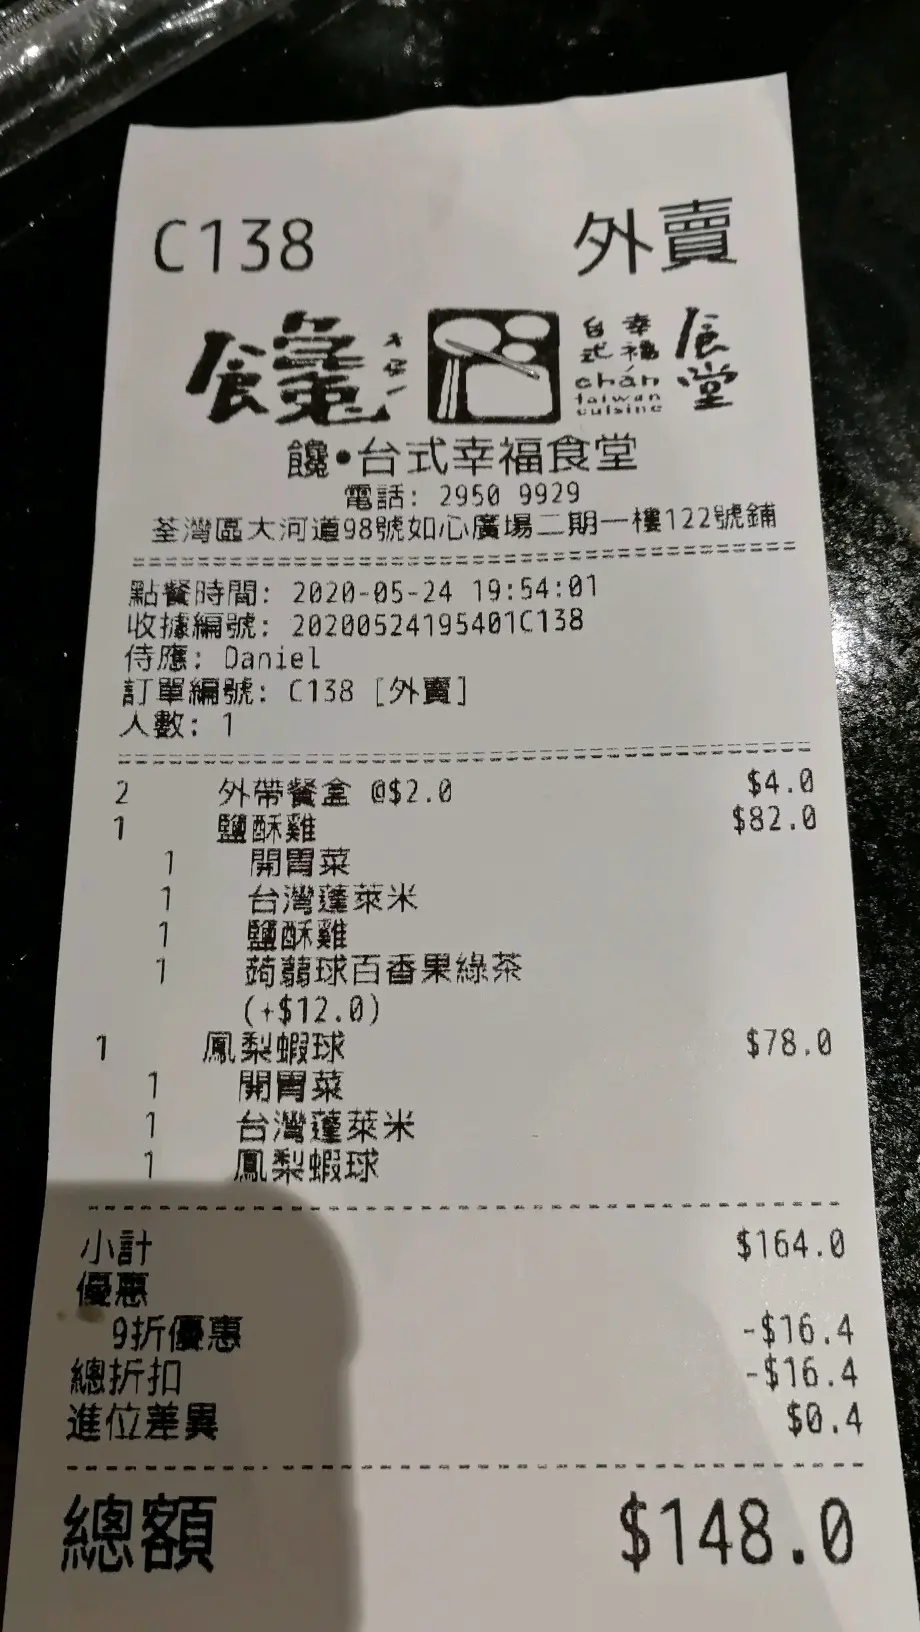 C138 外賣
饞
台式 幸福 食堂
chán
taiwan
cuisine
饞•台式幸福食堂
電話: 2950 9929
荃灣區大河道98號如心廣場二期一樓122號鋪
點餐時間: 2020-05-24 19:54:01
收據編號: 20200524195401C138
侍應: Daniel
訂單編號: C138 [外賣]
人數: 1
2 外帶餐盒 @$2.0 $4.0
1 鹽酥雞 $82.0
1 開胃菜
1 台灣蓬萊米
1 鹽酥雞
1 蒟蒻球百香果綠茶
(+$12.0)
1 鳳梨蝦球 $78.0
1 開胃菜
1 台灣蓬萊米
1 鳳梨蝦球
小計 $164.0
優惠
9折優惠 -$16.4
總折扣 -$16.4
進位差異 $0.4
總額 $148.0